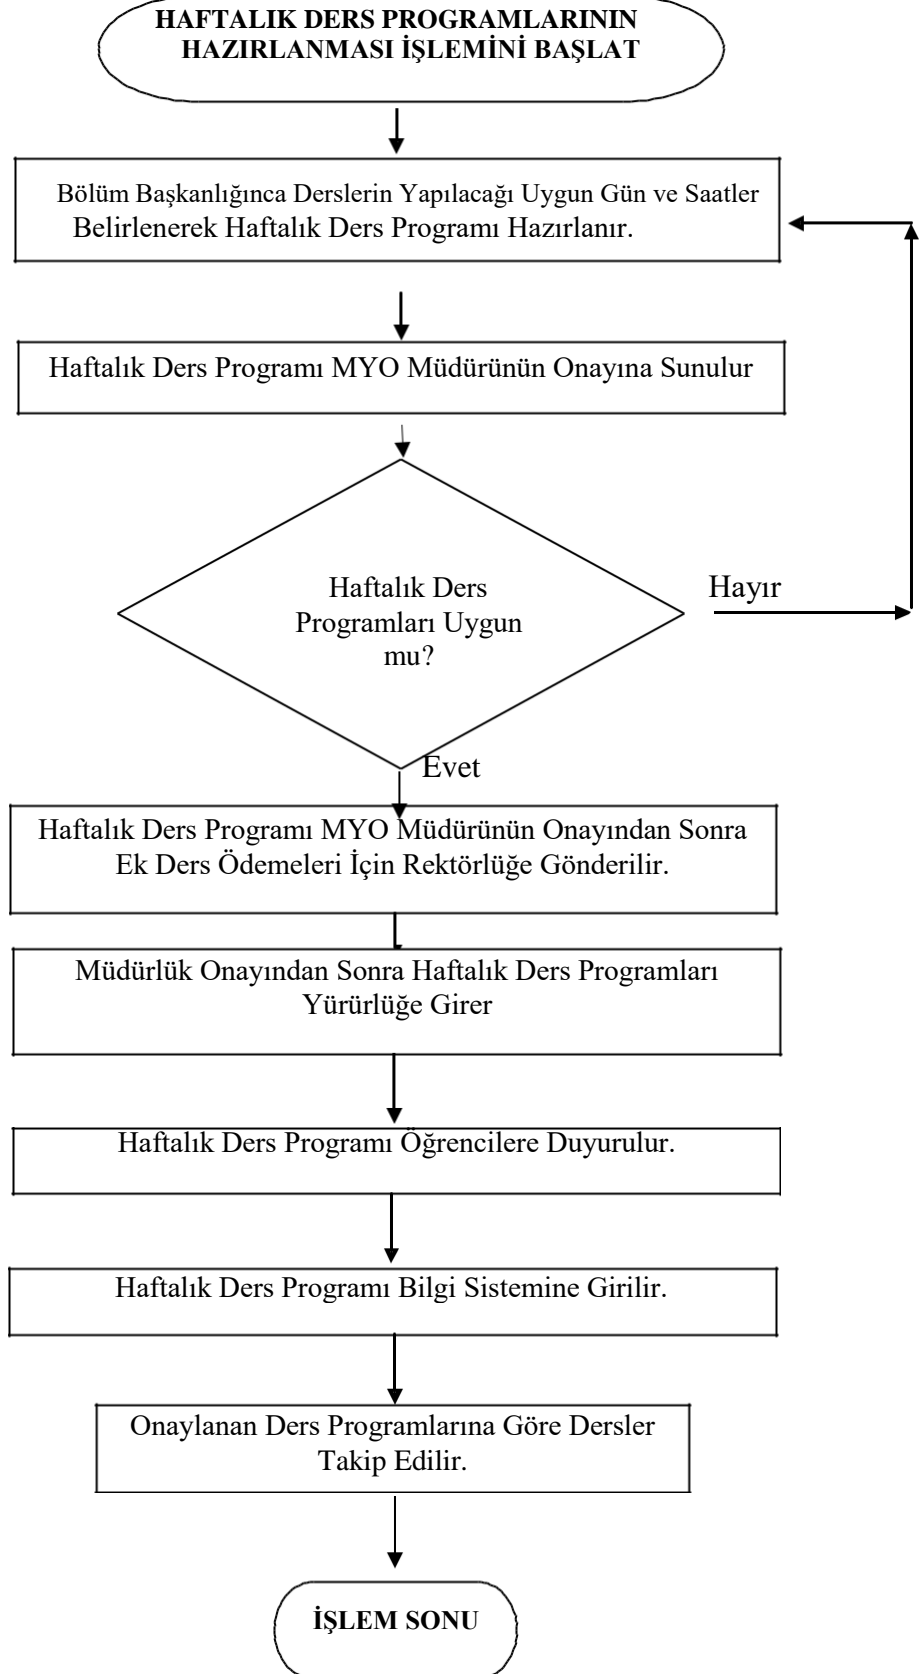 HAFTALIK DERS PROGRAMLARININ
HAZIRLANMASI İŞLEMİNİ BAŞLAT
Bölüm Başkanlığınca Derslerin Yapılacağı Uygun Gün ve Saatler
Belirlenerek Haftalık Ders Programı Hazırlanır.
Haftalık Ders Programı MYO Müdürünün Onayına Sunulur
Haftalık Ders
Programları Uygun
mu?
Hayır
Evet
Haftalık Ders Programı MYO Müdürünün Onayından Sonra
Ek Ders Ödemeleri İçin Rektörlüğe Gönderilir.
Müdürlük Onayından Sonra Haftalık Ders Programları
Yürürlüğe Girer
Haftalık Ders Programı Öğrencilere Duyurulur.
Haftalık Ders Programı Bilgi Sistemine Girilir.
Onaylanan Ders Programlarına Göre Dersler
Takip Edilir.
İŞLEM SONU